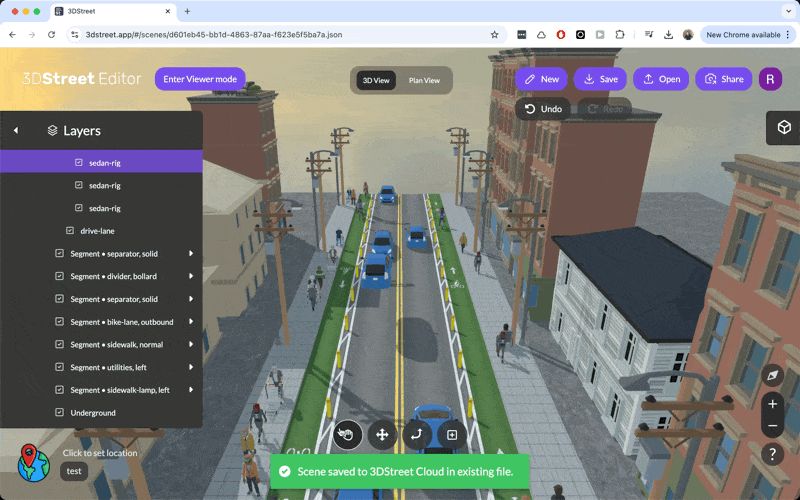 3DStreet
3dstreet.app/#/scenes/d601eb45-bb1d-4863-87aa-f623e5f5ba7a.json
New Chrome available
3DStreet Editor
Enter Viewer mode
3D View
Plan View
New
Save
Open
Share
R
Undo
Redo
Layers
sedan-rig
sedan-rig
sedan-rig
drive-lane
Segment • separator, solid
Segment • divider, bollard
Segment • separator, solid
Segment • bike-lane, outbound
Segment • sidewalk, normal
Segment • utilities, left
Segment • sidewalk-lamp, left
Underground
Click to set location
test
Scene saved to 3DStreet Cloud in existing file.